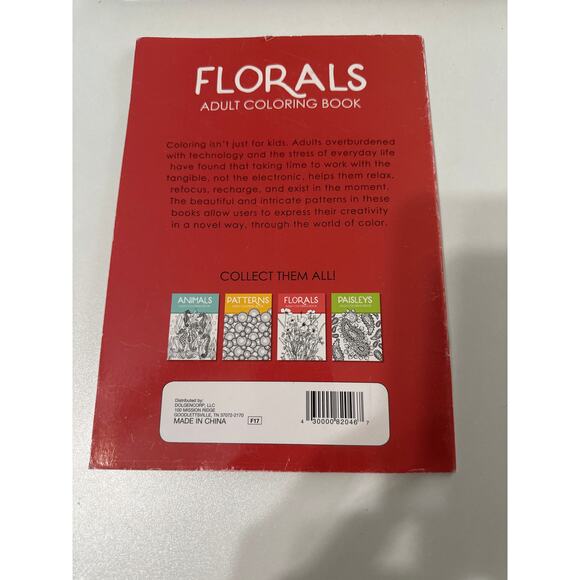 FLORALS
ADULT COLORING BOOK
Coloring isn't just for kids. Adults overburdened
with technology and the stress of everyday life
have found that taking time to work with the
tangible, not the electronic, helps them relax,
refocus, recharge, and exist in the moment.
The beautiful and intricate patterns in these
books allow users to express their creativity
in a novel way, through the world of color.
COLLECT THEM ALL!
ANIMALS PATTERNS FLORALS PAISLEYS
Distributed by:
DOLGENCORP, LLC
100 MISSION RIDGE
GOODLETTSVILLE, TN 37072-2170
MADE IN CHINA F17
4 30000 82046 7